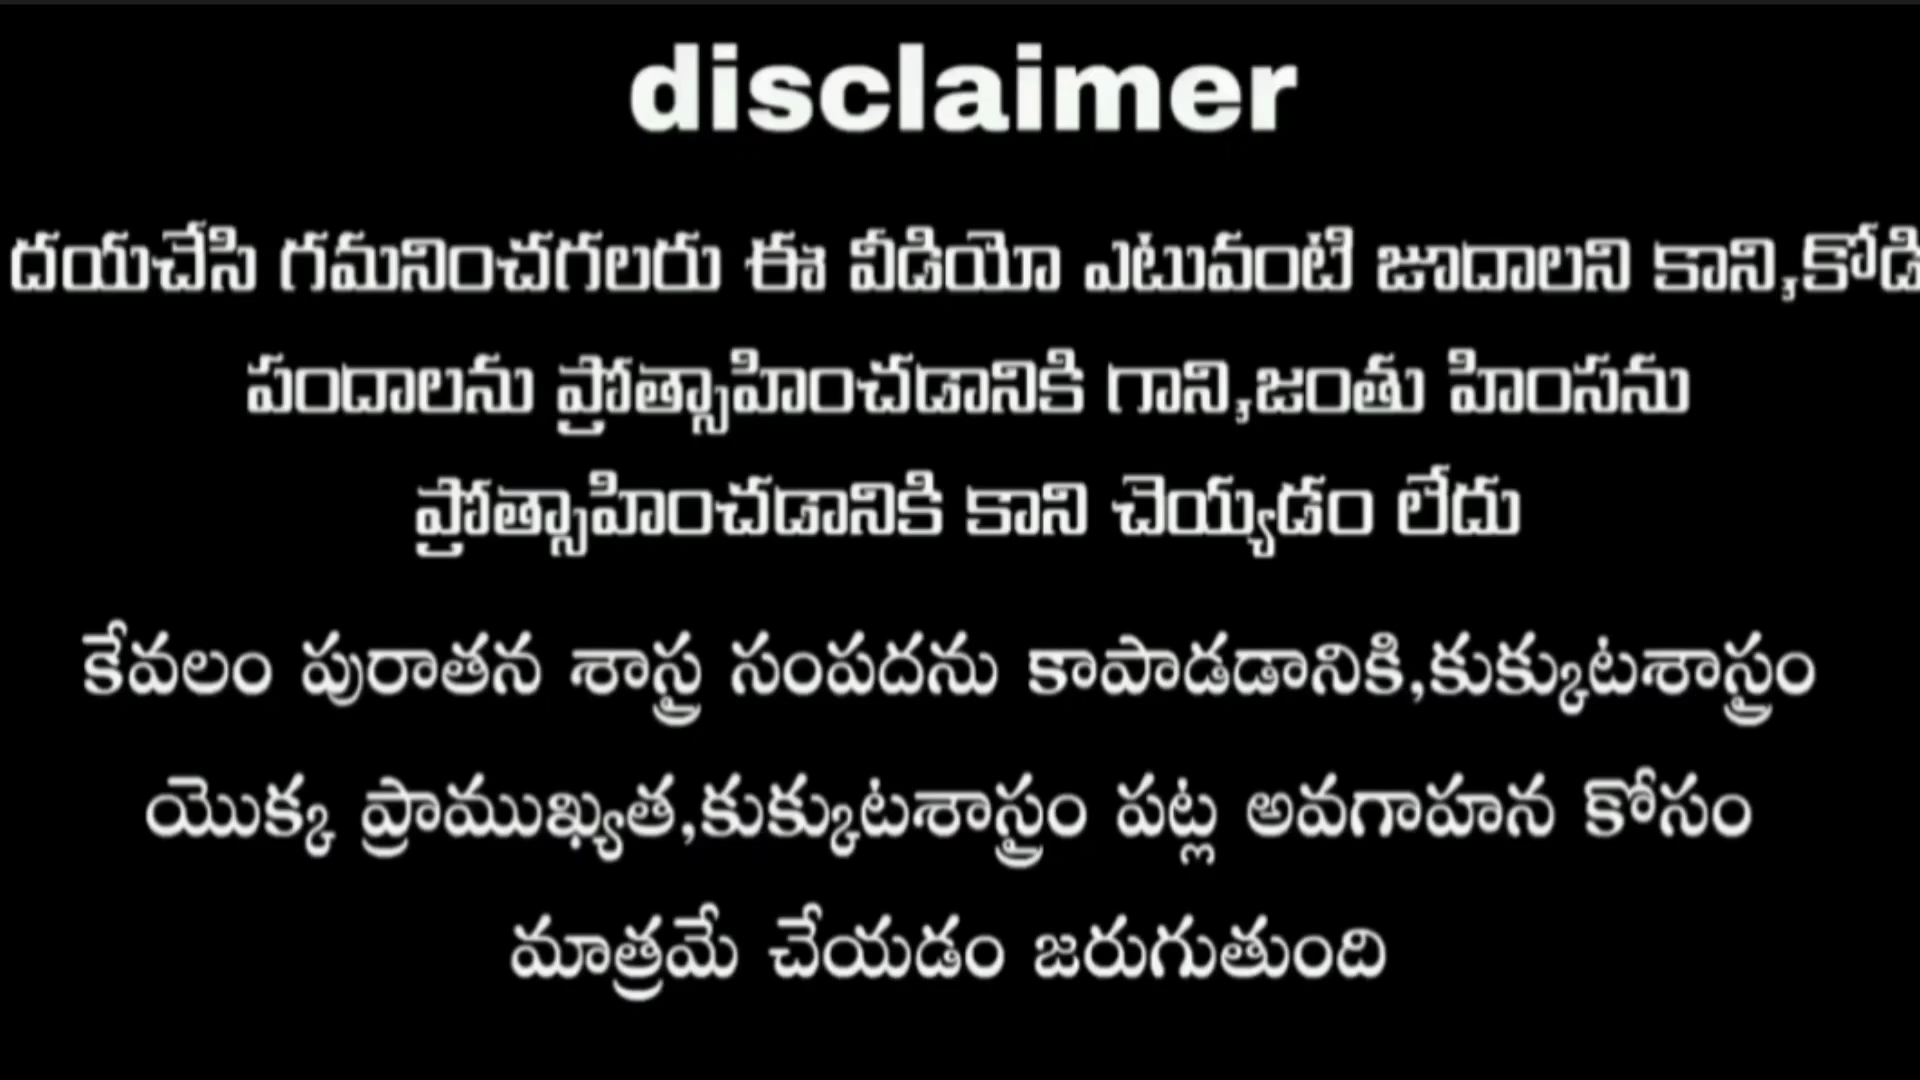 disclaimer
దయచేసి గమనించగలరు ఈ వీడియో ఎటువంటి జూదాలని కాని,కోడి
పందాలను ప్రోత్సాహించడానికి గాని,జంతు హింసను
ప్రోత్సాహించడానికి కాని చెయ్యడం లేదు
కేవలం పురాతన శాస్త్ర సంపదను కాపాడడానికి,కుక్కుటశాస్త్రం
యొక్క ప్రాముఖ్యత,కుక్కుటశాస్త్రం పట్ల అవగాహన కోసం
మాత్రమే చేయడం జరుగుతుంది